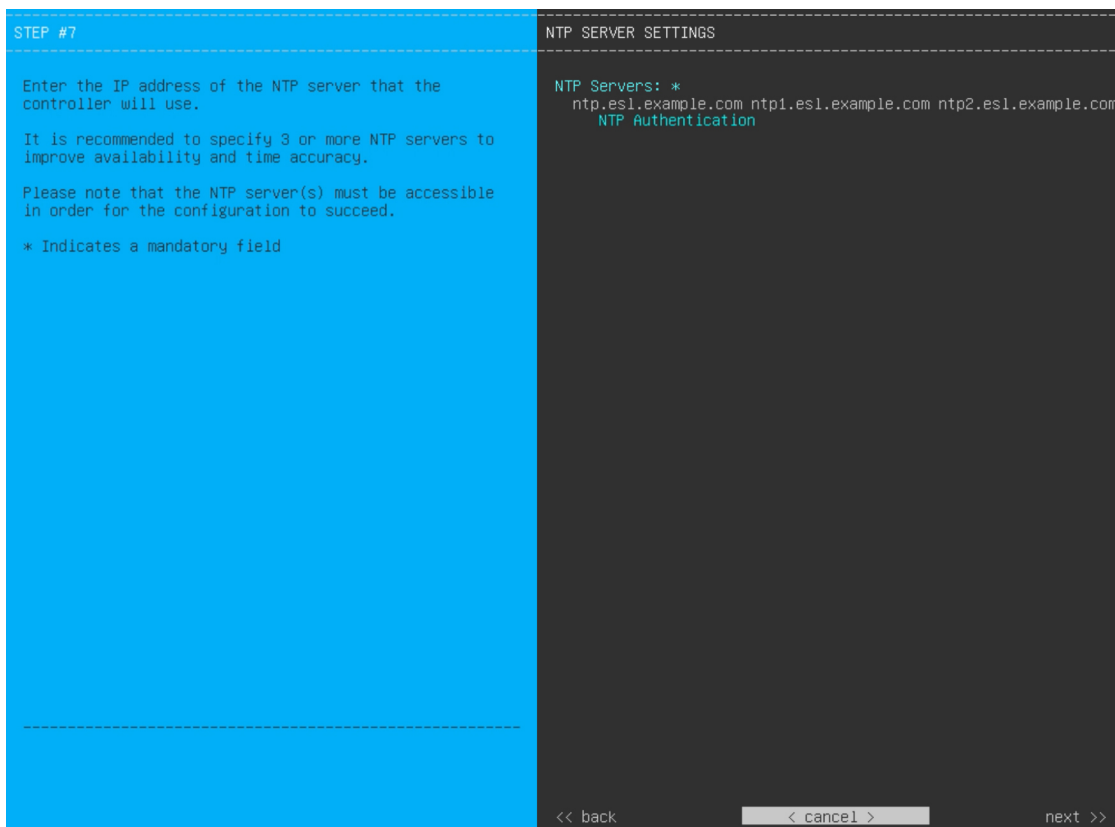 STEP #7
Enter the IP address of the NTP server that the
controller will use.
It is recommended to specify 3 or more NTP servers to
improve availability and time accuracy.
Please note that the NTP server(s) must be accessible
in order for the configuration to succeed.
* Indicates a mandatory field
NTP SERVER SETTINGS
NTP Servers: *
ntp.esl.example.com ntp1.esl.example.com ntp2.esl.example.com
NTP Authentication
<< back < cancel > next >>